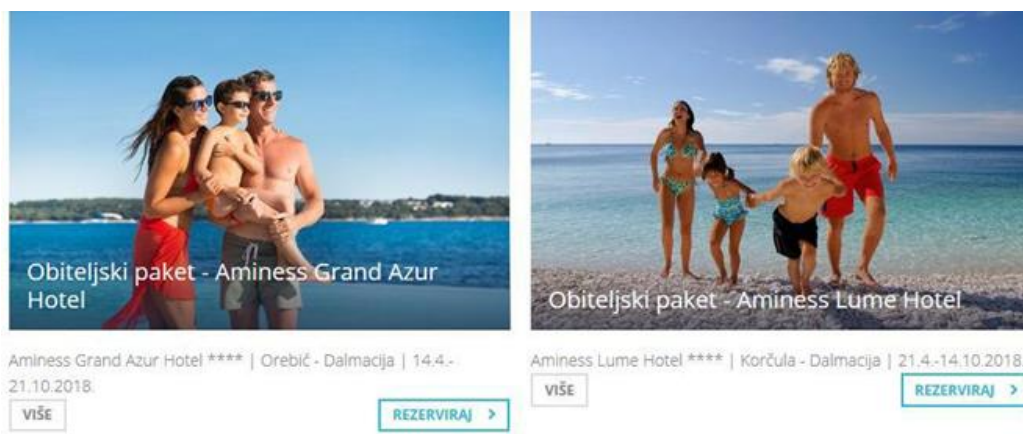 Obiteljski paket - Aminess Grand Azur
Hotel
Aminess Grand Azur Hotel **** | Orebić - Dalmacija | 14.4.-
21.10.2018.
VIŠE
REZERVIRAJ >
Obiteljski paket - Aminess Lume Hotel
Aminess Lume Hotel **** | Korčula - Dalmacija | 21.4.-14.10.2018.
VIŠE
REZERVIRAJ >